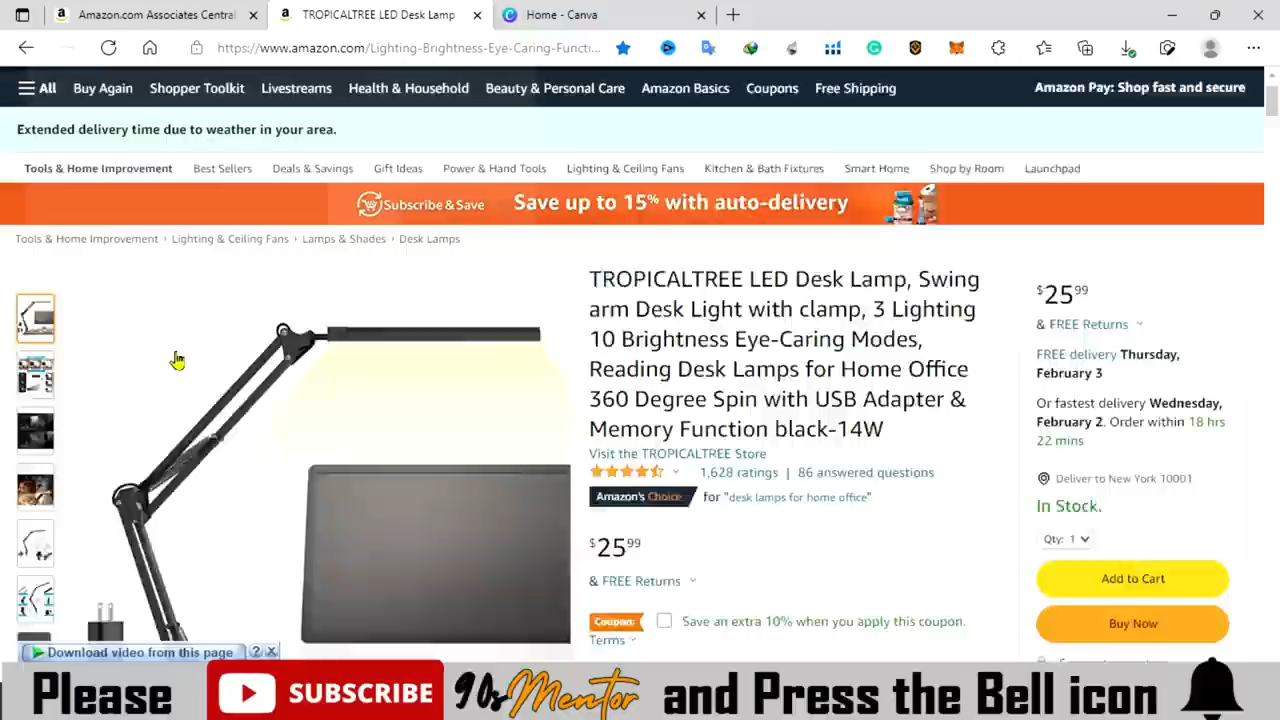 Amazon.com Associates Central
TROPICALTREE LED Desk Lamp
Home - Canva
https://www.amazon.com/Lighting-Brightness-Eye-Caring-Functi...
All
Buy Again
Shopper Toolkit
Livestreams
Health & Household
Beauty & Personal Care
Amazon Basics
Coupons
Free Shipping
Amazon Pay: Shop fast and secure
Extended delivery time due to weather in your area.
Tools & Home Improvement
Best Sellers
Deals & Savings
Gift Ideas
Power & Hand Tools
Lighting & Ceiling Fans
Kitchen & Bath Fixtures
Smart Home
Shop by Room
Launchpad
Subscribe & Save
Save up to 15% with auto-delivery
Tools & Home Improvement › Lighting & Ceiling Fans › Lamps & Shades › Desk Lamps
TROPICALTREE LED Desk Lamp, Swing
arm Desk Light with clamp, 3 Lighting
10 Brightness Eye-Caring Modes,
Reading Desk Lamps for Home Office
360 Degree Spin with USB Adapter &
Memory Function black-14W
Visit the TROPICALTREE Store
1,628 ratings | 86 answered questions
Amazon's Choice for "desk lamps for home office"
$25.99
& FREE Returns
Coupon: Save an extra 10% when you apply this coupon.
Terms
$25.99
& FREE Returns
FREE delivery Thursday,
February 3
Or fastest delivery Wednesday,
February 2. Order within 18 hrs
22 mins
Deliver to New York 10001
In Stock.
Qty: 1
Add to Cart
Buy Now
Download video from this page ? X
Please SUBSCRIBE 90s Mentor and Press the Bell icon